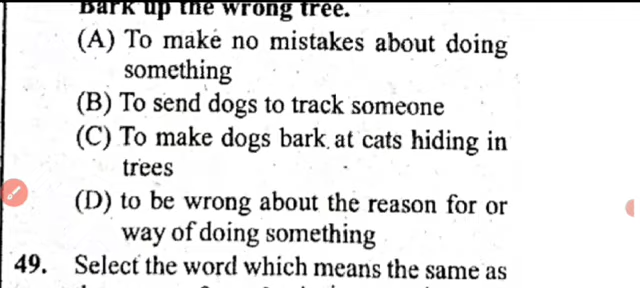 Bark up the wrong tree.
(A) To make no mistakes about doing
something
(B) To send dogs to track someone
(C) To make dogs bark at cats hiding in
trees
(D) to be wrong about the reason for or
way of doing something
49. Select the word which means the same as